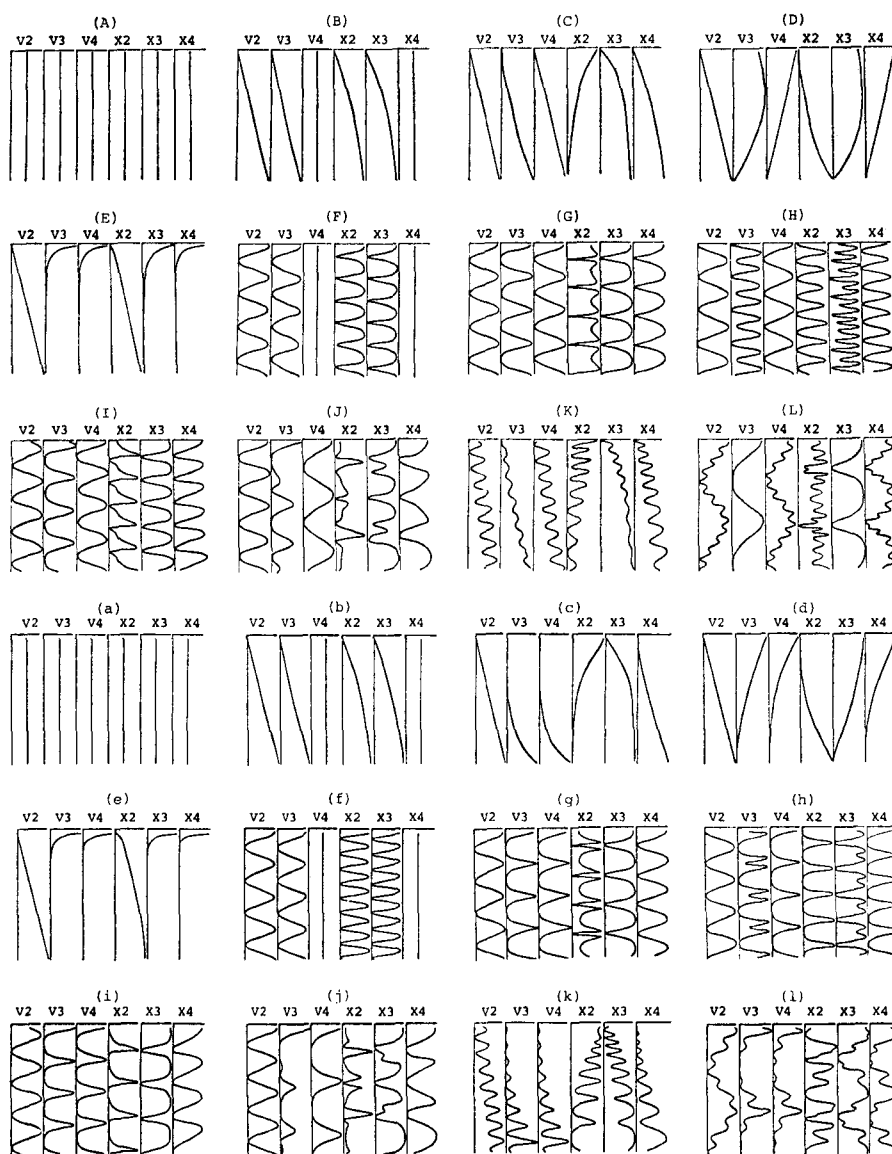 (A) (B) (C) (D)
V2 V3 V4 X2 X3 X4 V2 V3 V4 X2 X3 X4 V2 V3 V4 X2 X3 X4 V2 V3 V4 X2 X3 X4
(E) (F) (G) (H)
V2 V3 V4 X2 X3 X4 V2 V3 V4 X2 X3 X4 V2 V3 V4 X2 X3 X4 V2 V3 V4 X2 X3 X4
(I) (J) (K) (L)
V2 V3 V4 X2 X3 X4 V2 V3 V4 X2 X3 X4 V2 V3 V4 X2 X3 X4 V2 V3 V4 X2 X3 X4
(a) (b) (c) (d)
V2 V3 V4 X2 X3 X4 V2 V3 V4 X2 X3 X4 V2 V3 V4 X2 X3 X4 V2 V3 V4 X2 X3 X4
(e) (f) (g) (h)
V2 V3 V4 X2 X3 X4 V2 V3 V4 X2 X3 X4 V2 V3 V4 X2 X3 X4 V2 V3 V4 X2 X3 X4
(i) (j) (k) (l)
V2 V3 V4 X2 X3 X4 V2 V3 V4 X2 X3 X4 V2 V3 V4 X2 X3 X4 V2 V3 V4 X2 X3 X4